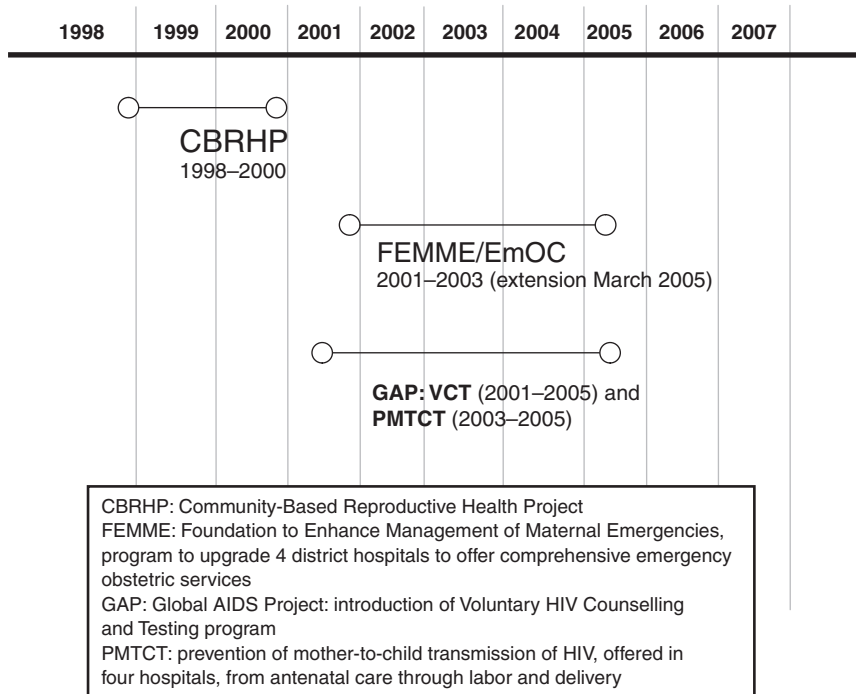 1998 1999 2000 2001 2002 2003 2004 2005 2006 2007
CBRHP
1998–2000
FEMME/EmOC
2001–2003 (extension March 2005)
GAP: VCT (2001–2005) and
PMTCT (2003–2005)
CBRHP: Community-Based Reproductive Health Project
FEMME: Foundation to Enhance Management of Maternal Emergencies,
program to upgrade 4 district hospitals to offer comprehensive emergency
obstetric services
GAP: Global AIDS Project: introduction of Voluntary HIV Counselling
and Testing program
PMTCT: prevention of mother-to-child transmission of HIV, offered in
four hospitals, from antenatal care through labor and delivery